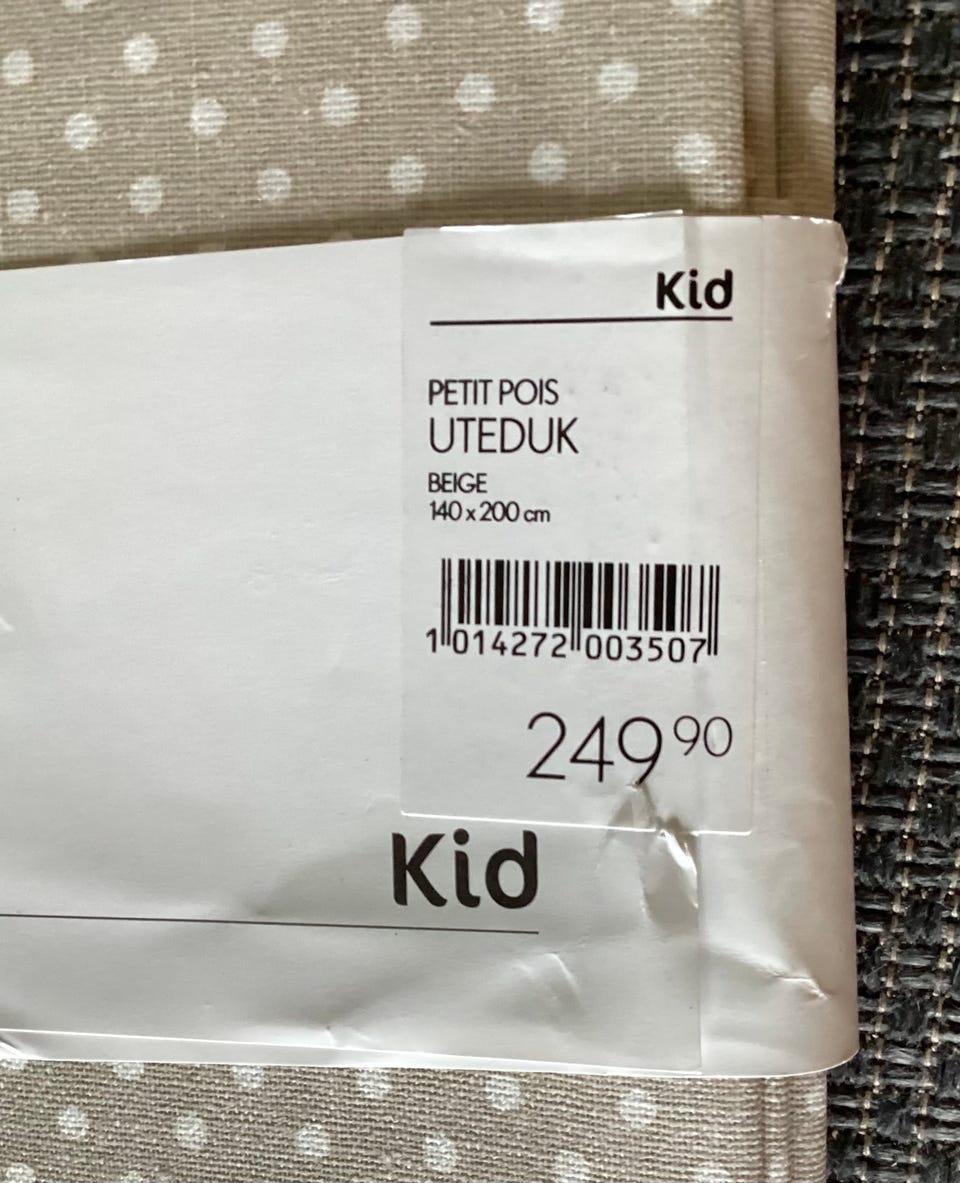 Kid
PETIT POIS
UTEDUK
BEIGE
140 x 200 cm
1 014272 003507
249 90
Kid